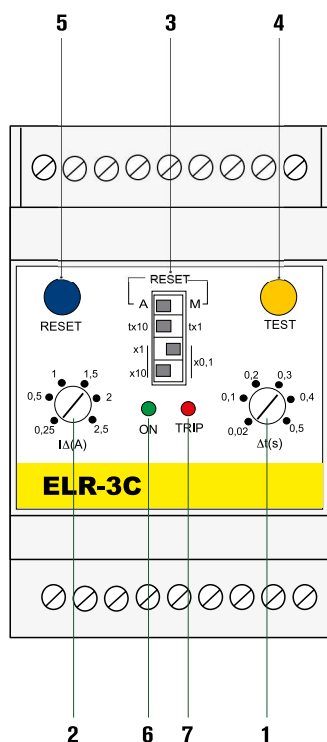 5 3 4
RESET
A M
RESET TEST
tx10 tx1
x1
x10 x0,1
0,25 0,5 1 1,5 2 2,5
IΔ(A)
ON TRIP
0,02 0,1 0,2 0,3 0,4 0,5
Δt(s)
ELR-3C
2 6 7 1